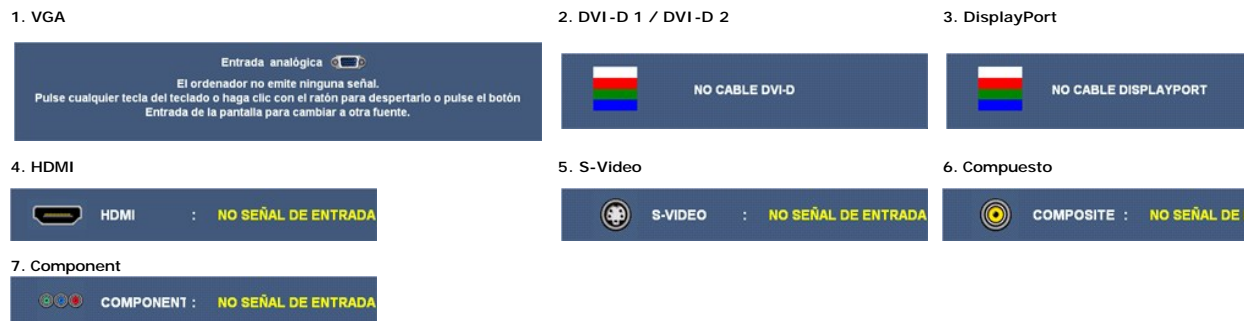 1. VGA
Entrada analógica
El ordenador no emite ninguna señal.
Pulse cualquier tecla del teclado o haga clic con el ratón para despertarlo o pulse el botón
Entrada de la pantalla para cambiar a otra fuente.
2. DVI-D 1 / DVI-D 2
NO CABLE DVI-D
3. DisplayPort
NO CABLE DISPLAYPORT
4. HDMI
HDMI : NO SEÑAL DE ENTRADA
5. S-Video
S-VIDEO : NO SEÑAL DE ENTRADA
6. Compuesto
COMPOSITE : NO SEÑAL DE
7. Component
COMPONENT : NO SEÑAL DE ENTRADA